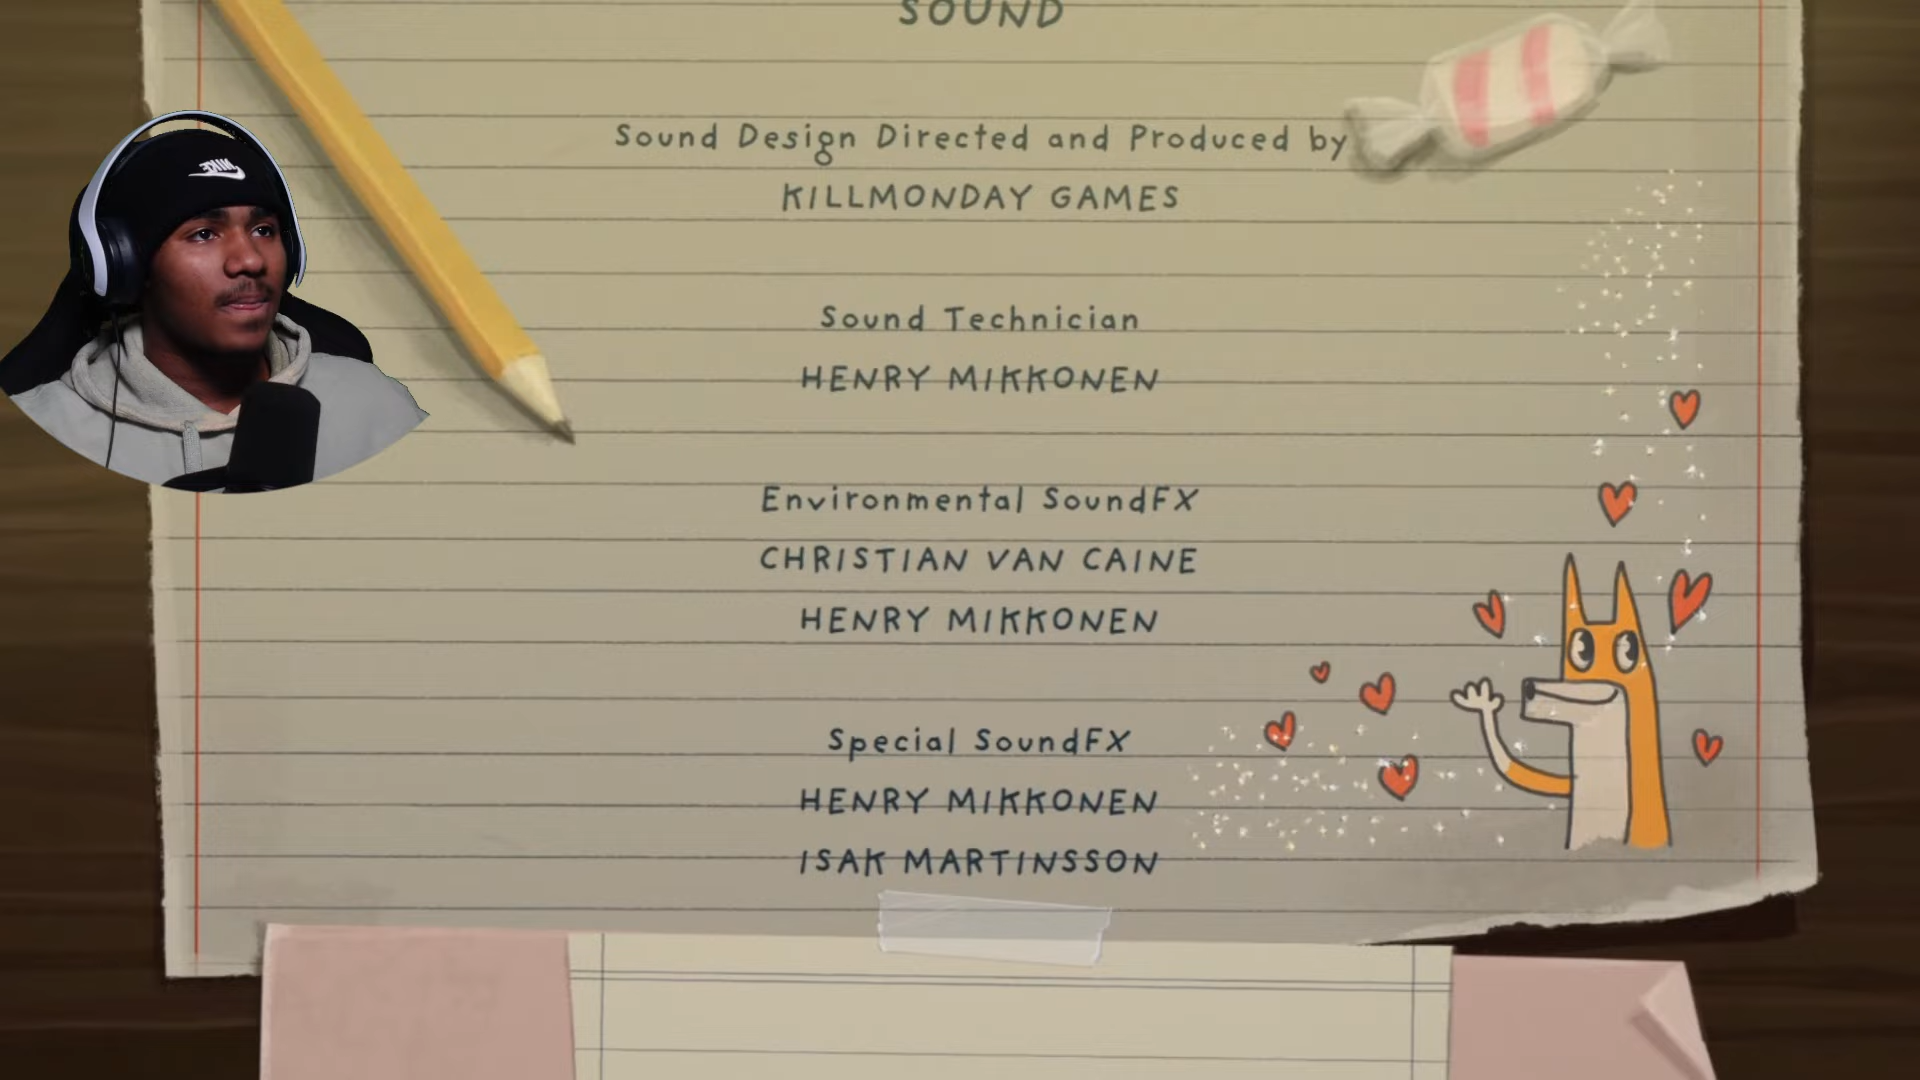 SOUND
Sound Design Directed and Produced by
KILLMONDAY GAMES
Sound Technician
HENRY MIKKONEN
Environmental SoundFX
CHRISTIAN VAN CAINE
HENRY MIKKONEN
Special SoundFX
HENRY MIKKONEN
ISAK MARTINSSON
NIKE